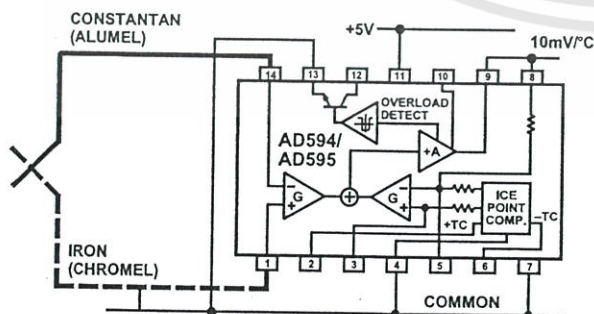 CONSTANTAN
(ALUMEL)
+5V
10mV/°C
14 13 12 11 10 9 8
OVERLOAD
DETECT
AD594/
AD595
+A
– G +
– G +
ICE
POINT
COMP.
+TC
–TC
IRON
(CHROMEL)
1 2 3 4 5 6 7
COMMON